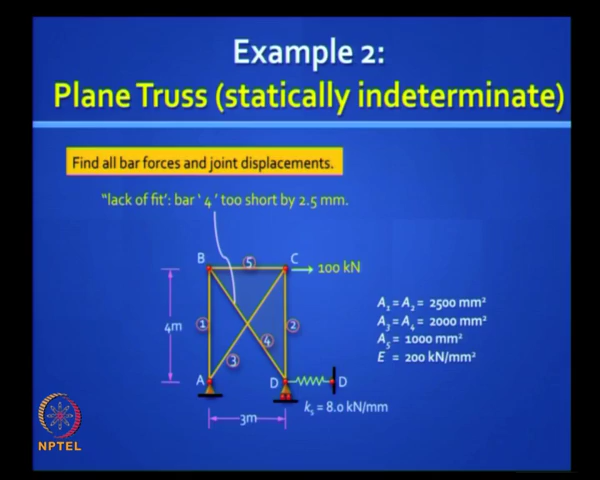 Example 2:
Plane Truss (statically indeterminate)
Find all bar forces and joint displacements.
"lack of fit': bar ' 4 ' too short by 2.5 mm.
B
5
C
100 kN
4m
1
2
3
4
A
D
D
3m
kₛ = 8.0 kN/mm
A₁ = A₂ = 2500 mm²
A₃ = A₄ = 2000 mm²
A₅ = 1000 mm²
E = 200 kN/mm²
NPTEL